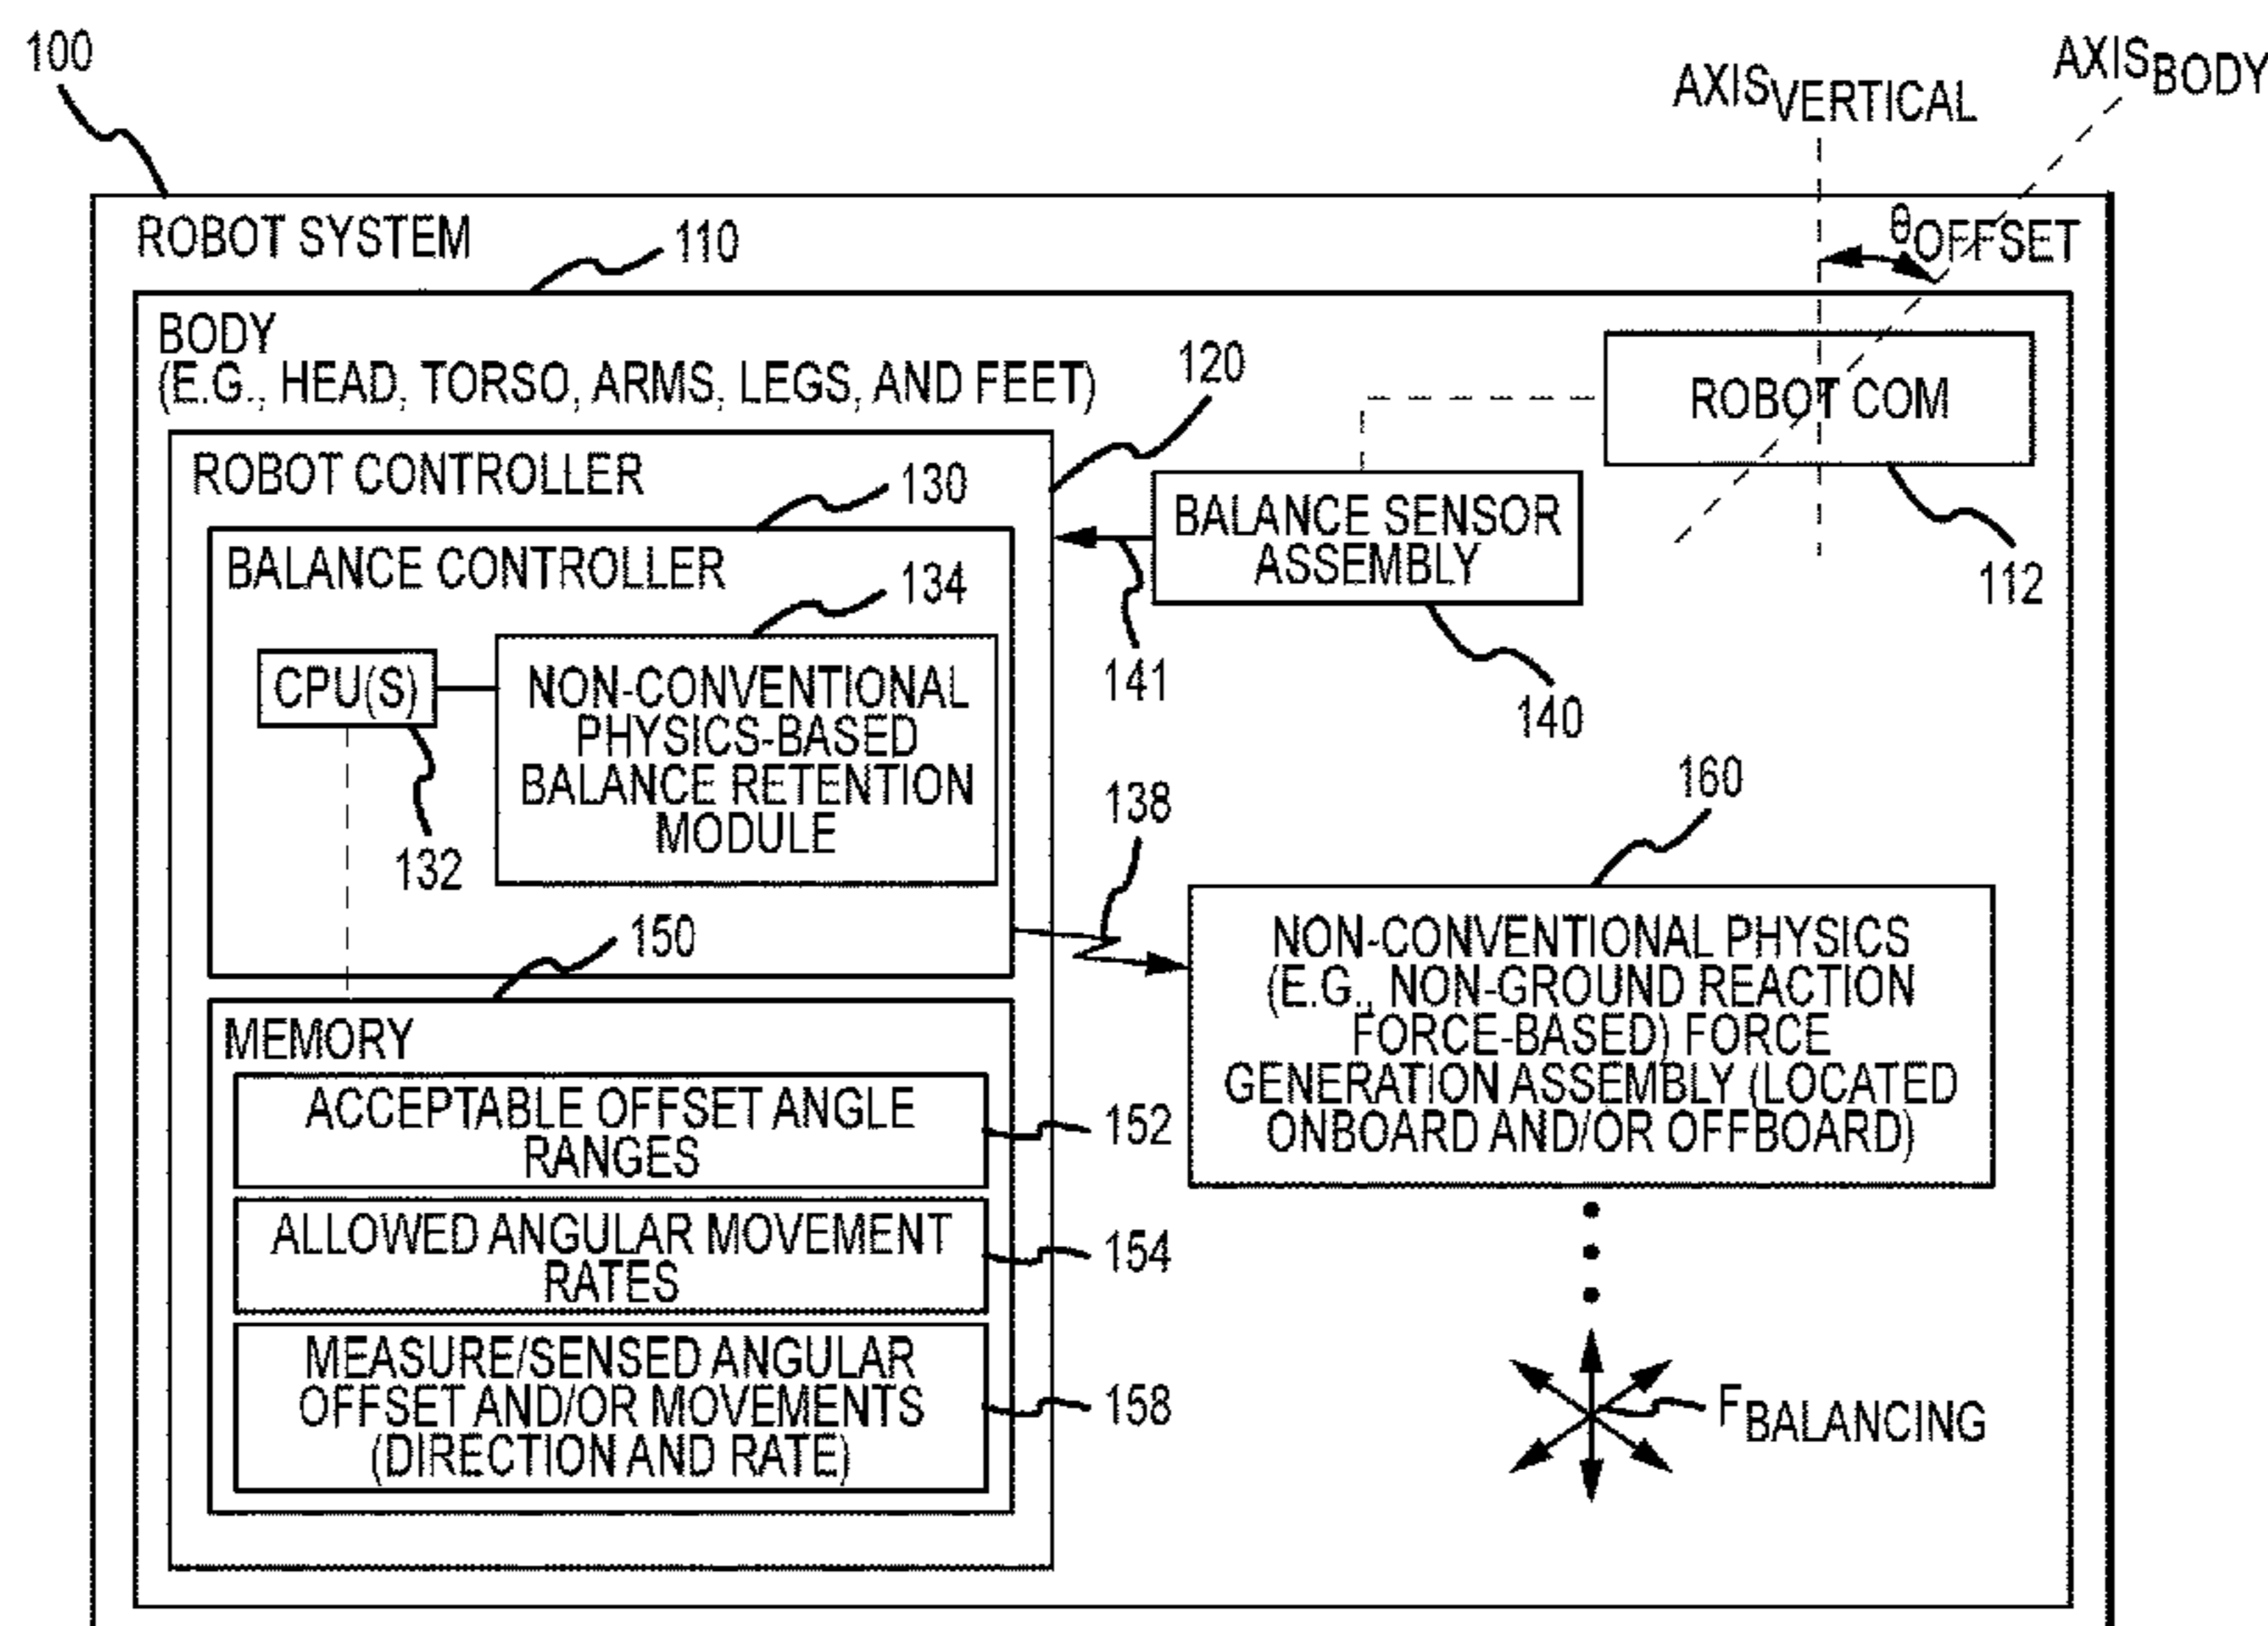 100
AXISVERTICAL
AXISBODY
ROBOT SYSTEM
110
θOFFSET
BODY
(E.G., HEAD, TORSO, ARMS, LEGS, AND FEET)
120
ROBOT COM
112
ROBOT CONTROLLER
130
BALANCE SENSOR
ASSEMBLY
141
140
BALANCE CONTROLLER
134
CPU(S)
132
NON-CONVENTIONAL
PHYSICS-BASED
BALANCE RETENTION
MODULE
138
160
NON-CONVENTIONAL PHYSICS
(E.G., NON-GROUND REACTION
FORCE-BASED) FORCE
GENERATION ASSEMBLY (LOCATED
ONBOARD AND/OR OFFBOARD)
150
MEMORY
ACCEPTABLE OFFSET ANGLE
RANGES
152
ALLOWED ANGULAR MOVEMENT
RATES
154
MEASURE/SENSED ANGULAR
OFFSET AND/OR MOVEMENTS
(DIRECTION AND RATE)
158
FBALANCING